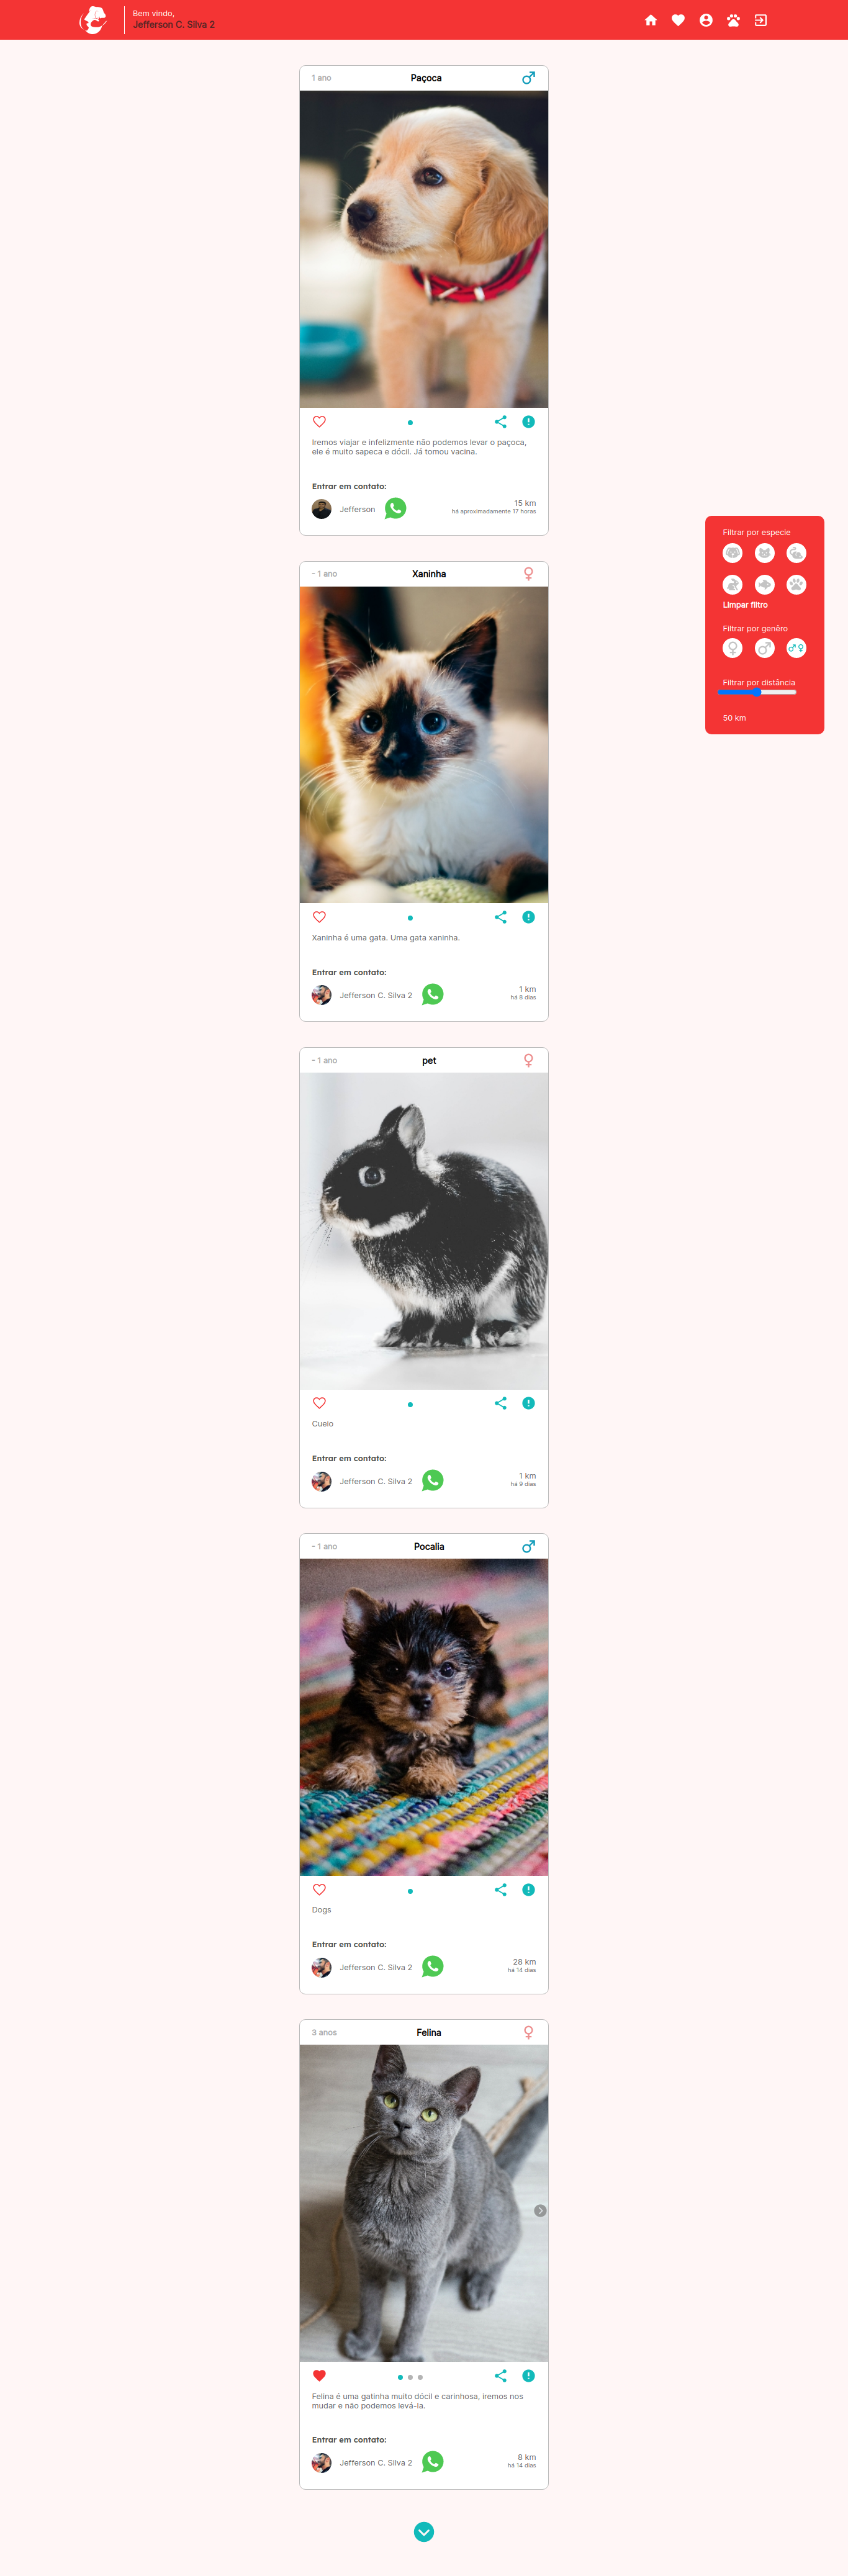 Bem vindo,
Jefferson C. Silva 2
1 ano
Paçoca
Iremos viajar e infelizmente não podemos levar o paçoca,
ele é muito sapeca e dócil. Já tomou vacina.
Entrar em contato:
Jefferson
15 km
há aproximadamente 17 horas
Filtrar por especie
Limpar filtro
Filtrar por genêro
Filtrar por distância
50 km
- 1 ano
Xaninha
Xaninha é uma gata. Uma gata xaninha.
Entrar em contato:
Jefferson C. Silva 2
1 km
há 8 dias
- 1 ano
pet
Cueio
Entrar em contato:
Jefferson C. Silva 2
1 km
há 9 dias
- 1 ano
Pocalia
Dogs
Entrar em contato:
Jefferson C. Silva 2
28 km
há 14 dias
3 anos
Felina
Felina é uma gatinha muito dócil e carinhosa, iremos nos
mudar e não podemos levá-la.
Entrar em contato:
Jefferson C. Silva 2
8 km
há 14 dias